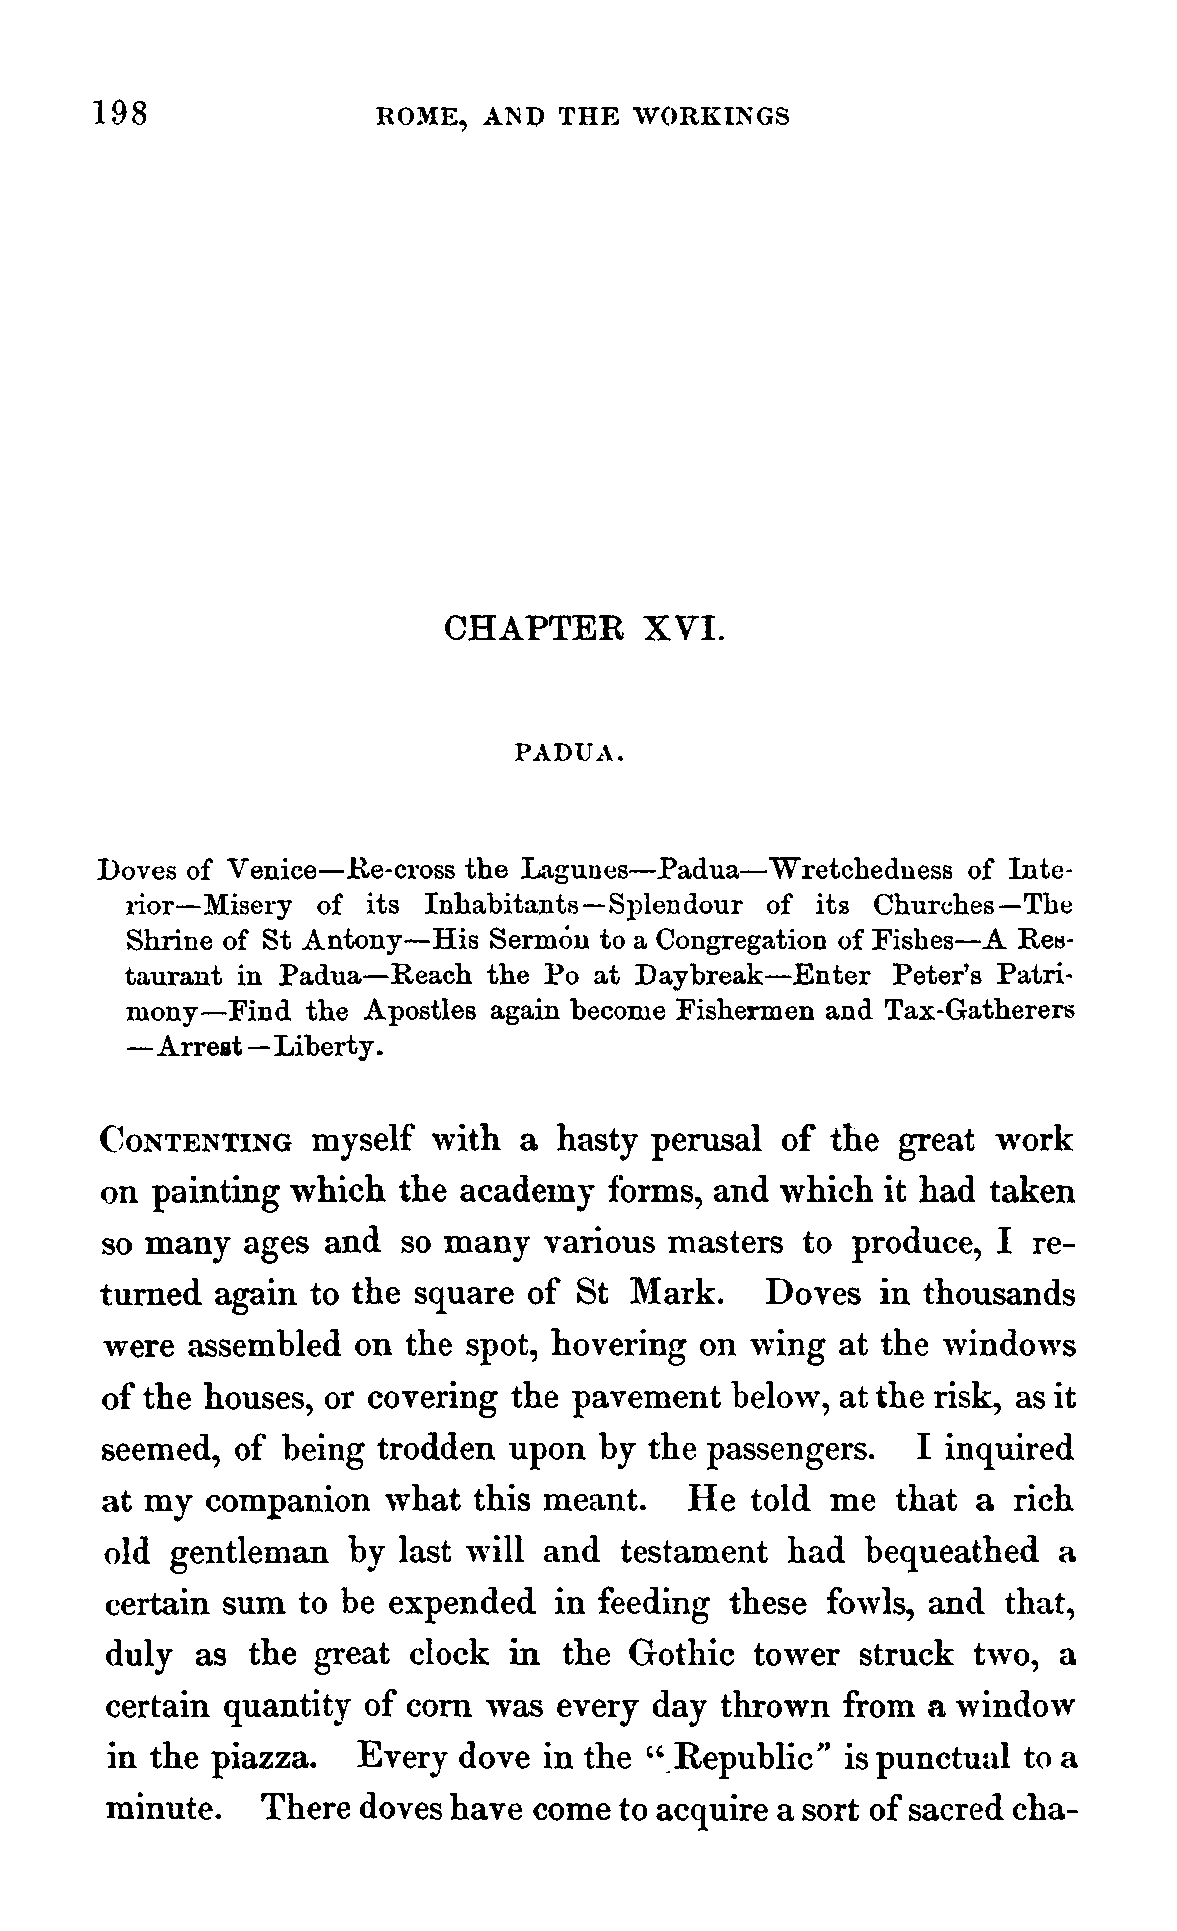 198 ROME, AND THE WORKINGS
CHAPTER XVI.
PADUA.
Doves of Venice—Re-cross the Lagunes—Padua—Wretchedness of Inte-
rior—Misery of its Inhabitants—Splendour of its Churches—The
Shrine of St Antony—His Sermon to a Congregation of Fishes—A Res-
taurant in Padua—Reach the Po at Daybreak—Enter Peter's Patri-
mony—Find the Apostles again become Fishermen and Tax-Gatherers
—Arrest—Liberty.
CONTENTING myself with a hasty perusal of the great work
on painting which the academy forms, and which it had taken
so many ages and so many various masters to produce, I re-
turned again to the square of St Mark. Doves in thousands
were assembled on the spot, hovering on wing at the windows
of the houses, or covering the pavement below, at the risk, as it
seemed, of being trodden upon by the passengers. I inquired
at my companion what this meant. He told me that a rich
old gentleman by last will and testament had bequeathed a
certain sum to be expended in feeding these fowls, and that,
duly as the great clock in the Gothic tower struck two, a
certain quantity of corn was every day thrown from a window
in the piazza. Every dove in the "Republic" is punctual to a
minute. There doves have come to acquire a sort of sacred cha-